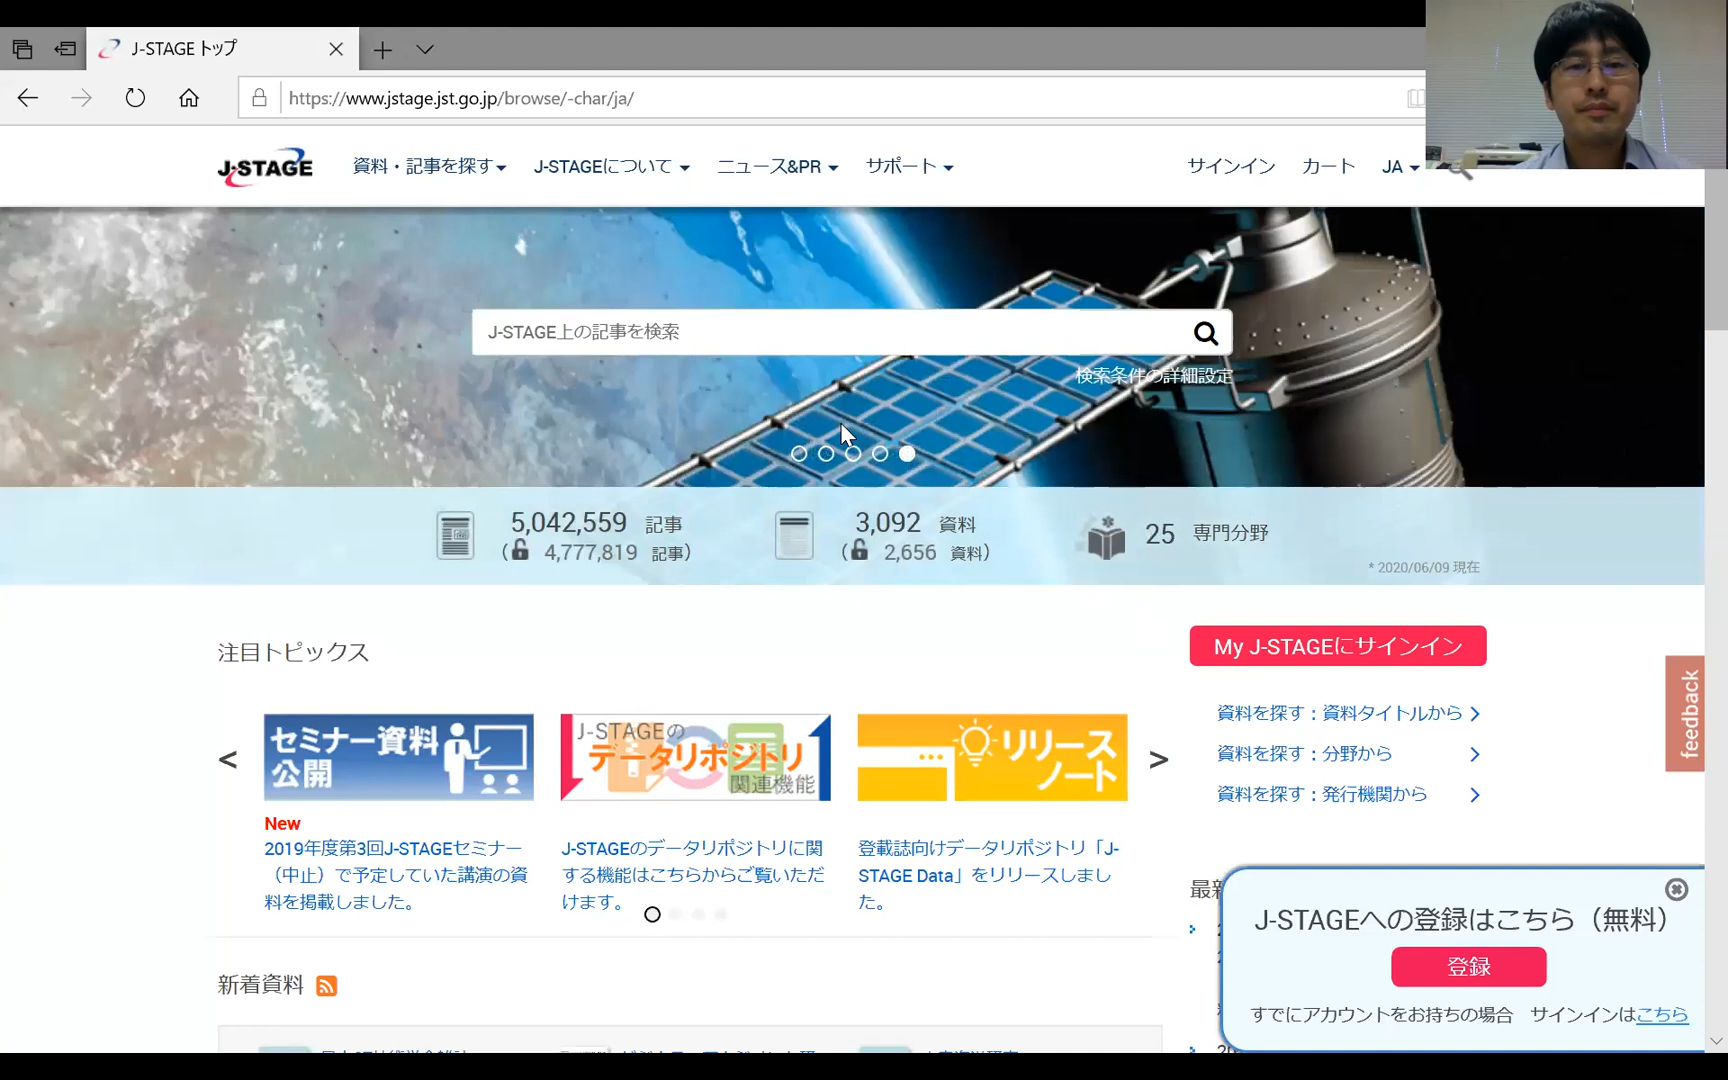 J-STAGE トップ
https://www.jstage.jst.go.jp/browse/-char/ja/
J-STAGE
資料・記事を探す
J-STAGEについて
ニュース&PR
サポート
サインイン
カート
JA
J-STAGE上の記事を検索
検索条件の詳細設定
5,042,559 記事
( 4,777,819 記事)
3,092 資料
( 2,656 資料)
25 専門分野
* 2020/06/09 現在
注目トピックス
セミナー資料
公開
New
2019年度第3回J-STAGEセミナー
（中止）で予定していた講演の資
料を掲載しました。
J-STAGEの
データリポジトリ
関連機能
J-STAGEのデータリポジトリに関
する機能はこちらからご覧いただ
けます。
リリース
ノート
登載誌向けデータリポジトリ「J-
STAGE Data」をリリースしまし
た。
My J-STAGEにサインイン
資料を探す：資料タイトルから
資料を探す：分野から
資料を探す：発行機関から
feedback
J-STAGEへの登録はこちら（無料）
登録
すでにアカウントをお持ちの場合 サインインはこちら
新着資料